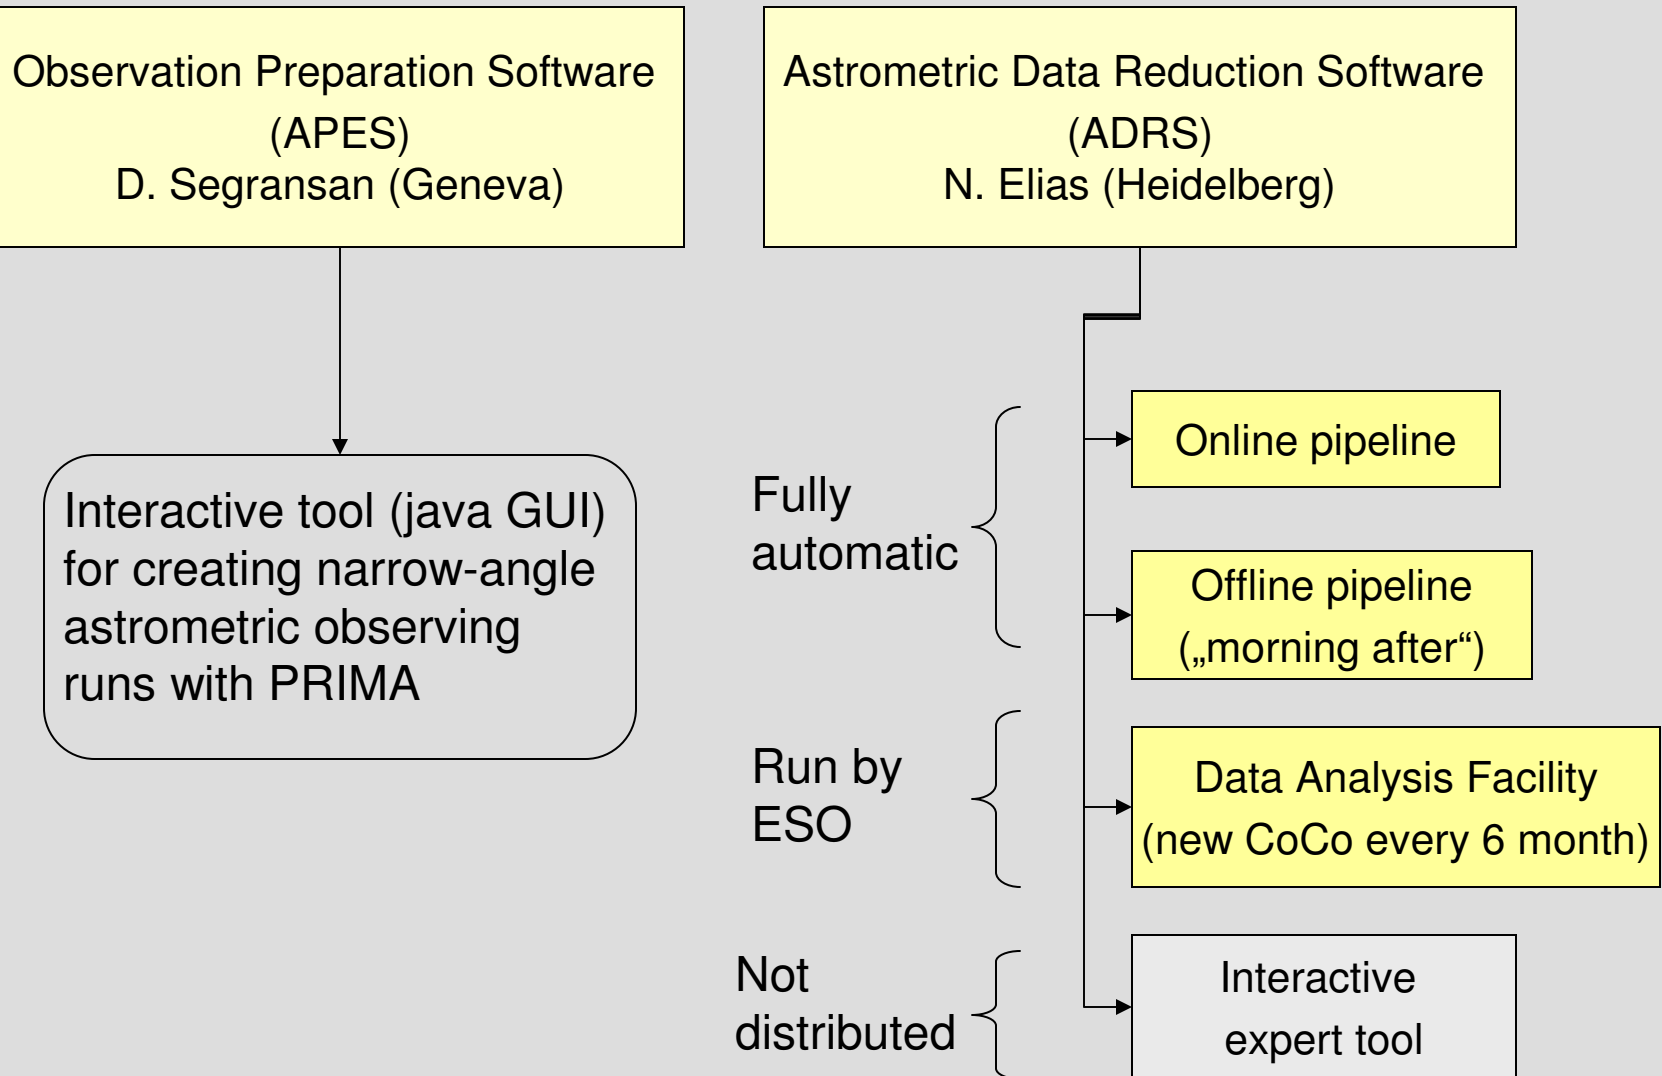 Observation Preparation Software
(APES)
D. Segransan (Geneva)
Astrometric Data Reduction Software
(ADRS)
N. Elias (Heidelberg)
Interactive tool (java GUI)
for creating narrow-angle
astrometric observing
runs with PRIMA
Fully
automatic
Online pipeline
Offline pipeline
(„morning after“)
Run by
ESO
Data Analysis Facility
(new CoCo every 6 month)
Not
distributed
Interactive
expert tool